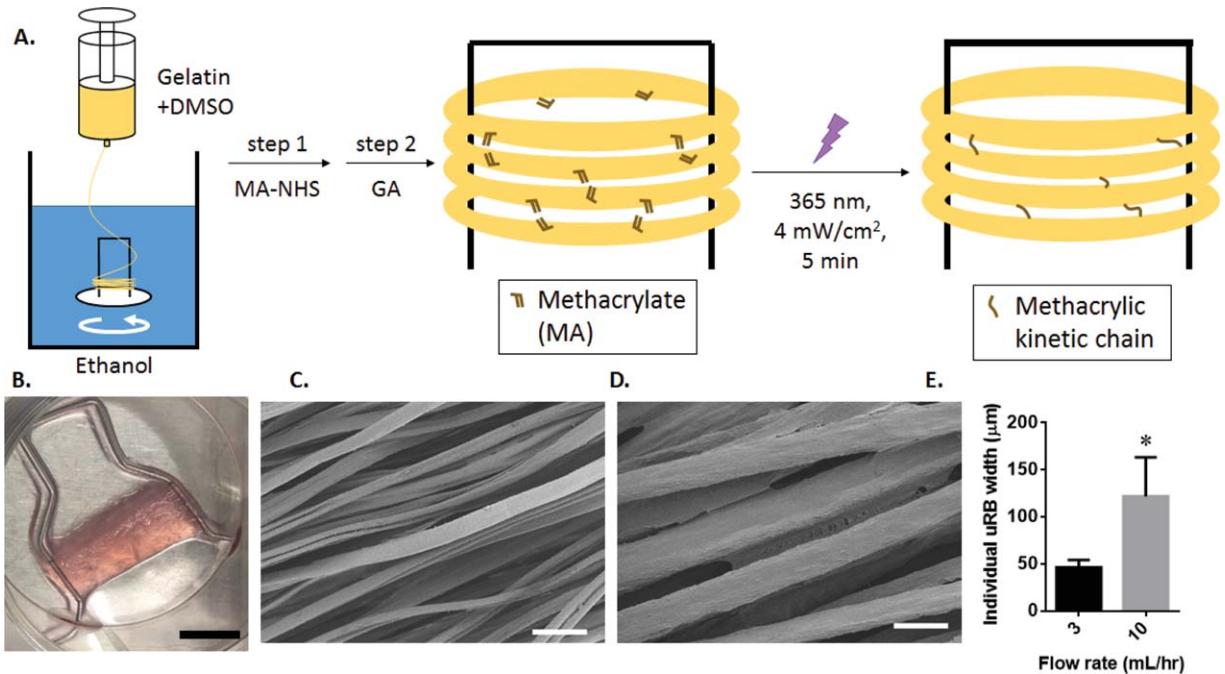 A.
Gelatin
+DMSO
step 1
MA-NHS
step 2
GA
365 nm,
4 mW/cm²,
5 min
Methacrylate
(MA)
Methacrylic
kinetic chain
Ethanol
B.
C.
D.
E.
Individual uRB width (μm)
200
150
100
50
0
*
3
10
Flow rate (mL/hr)